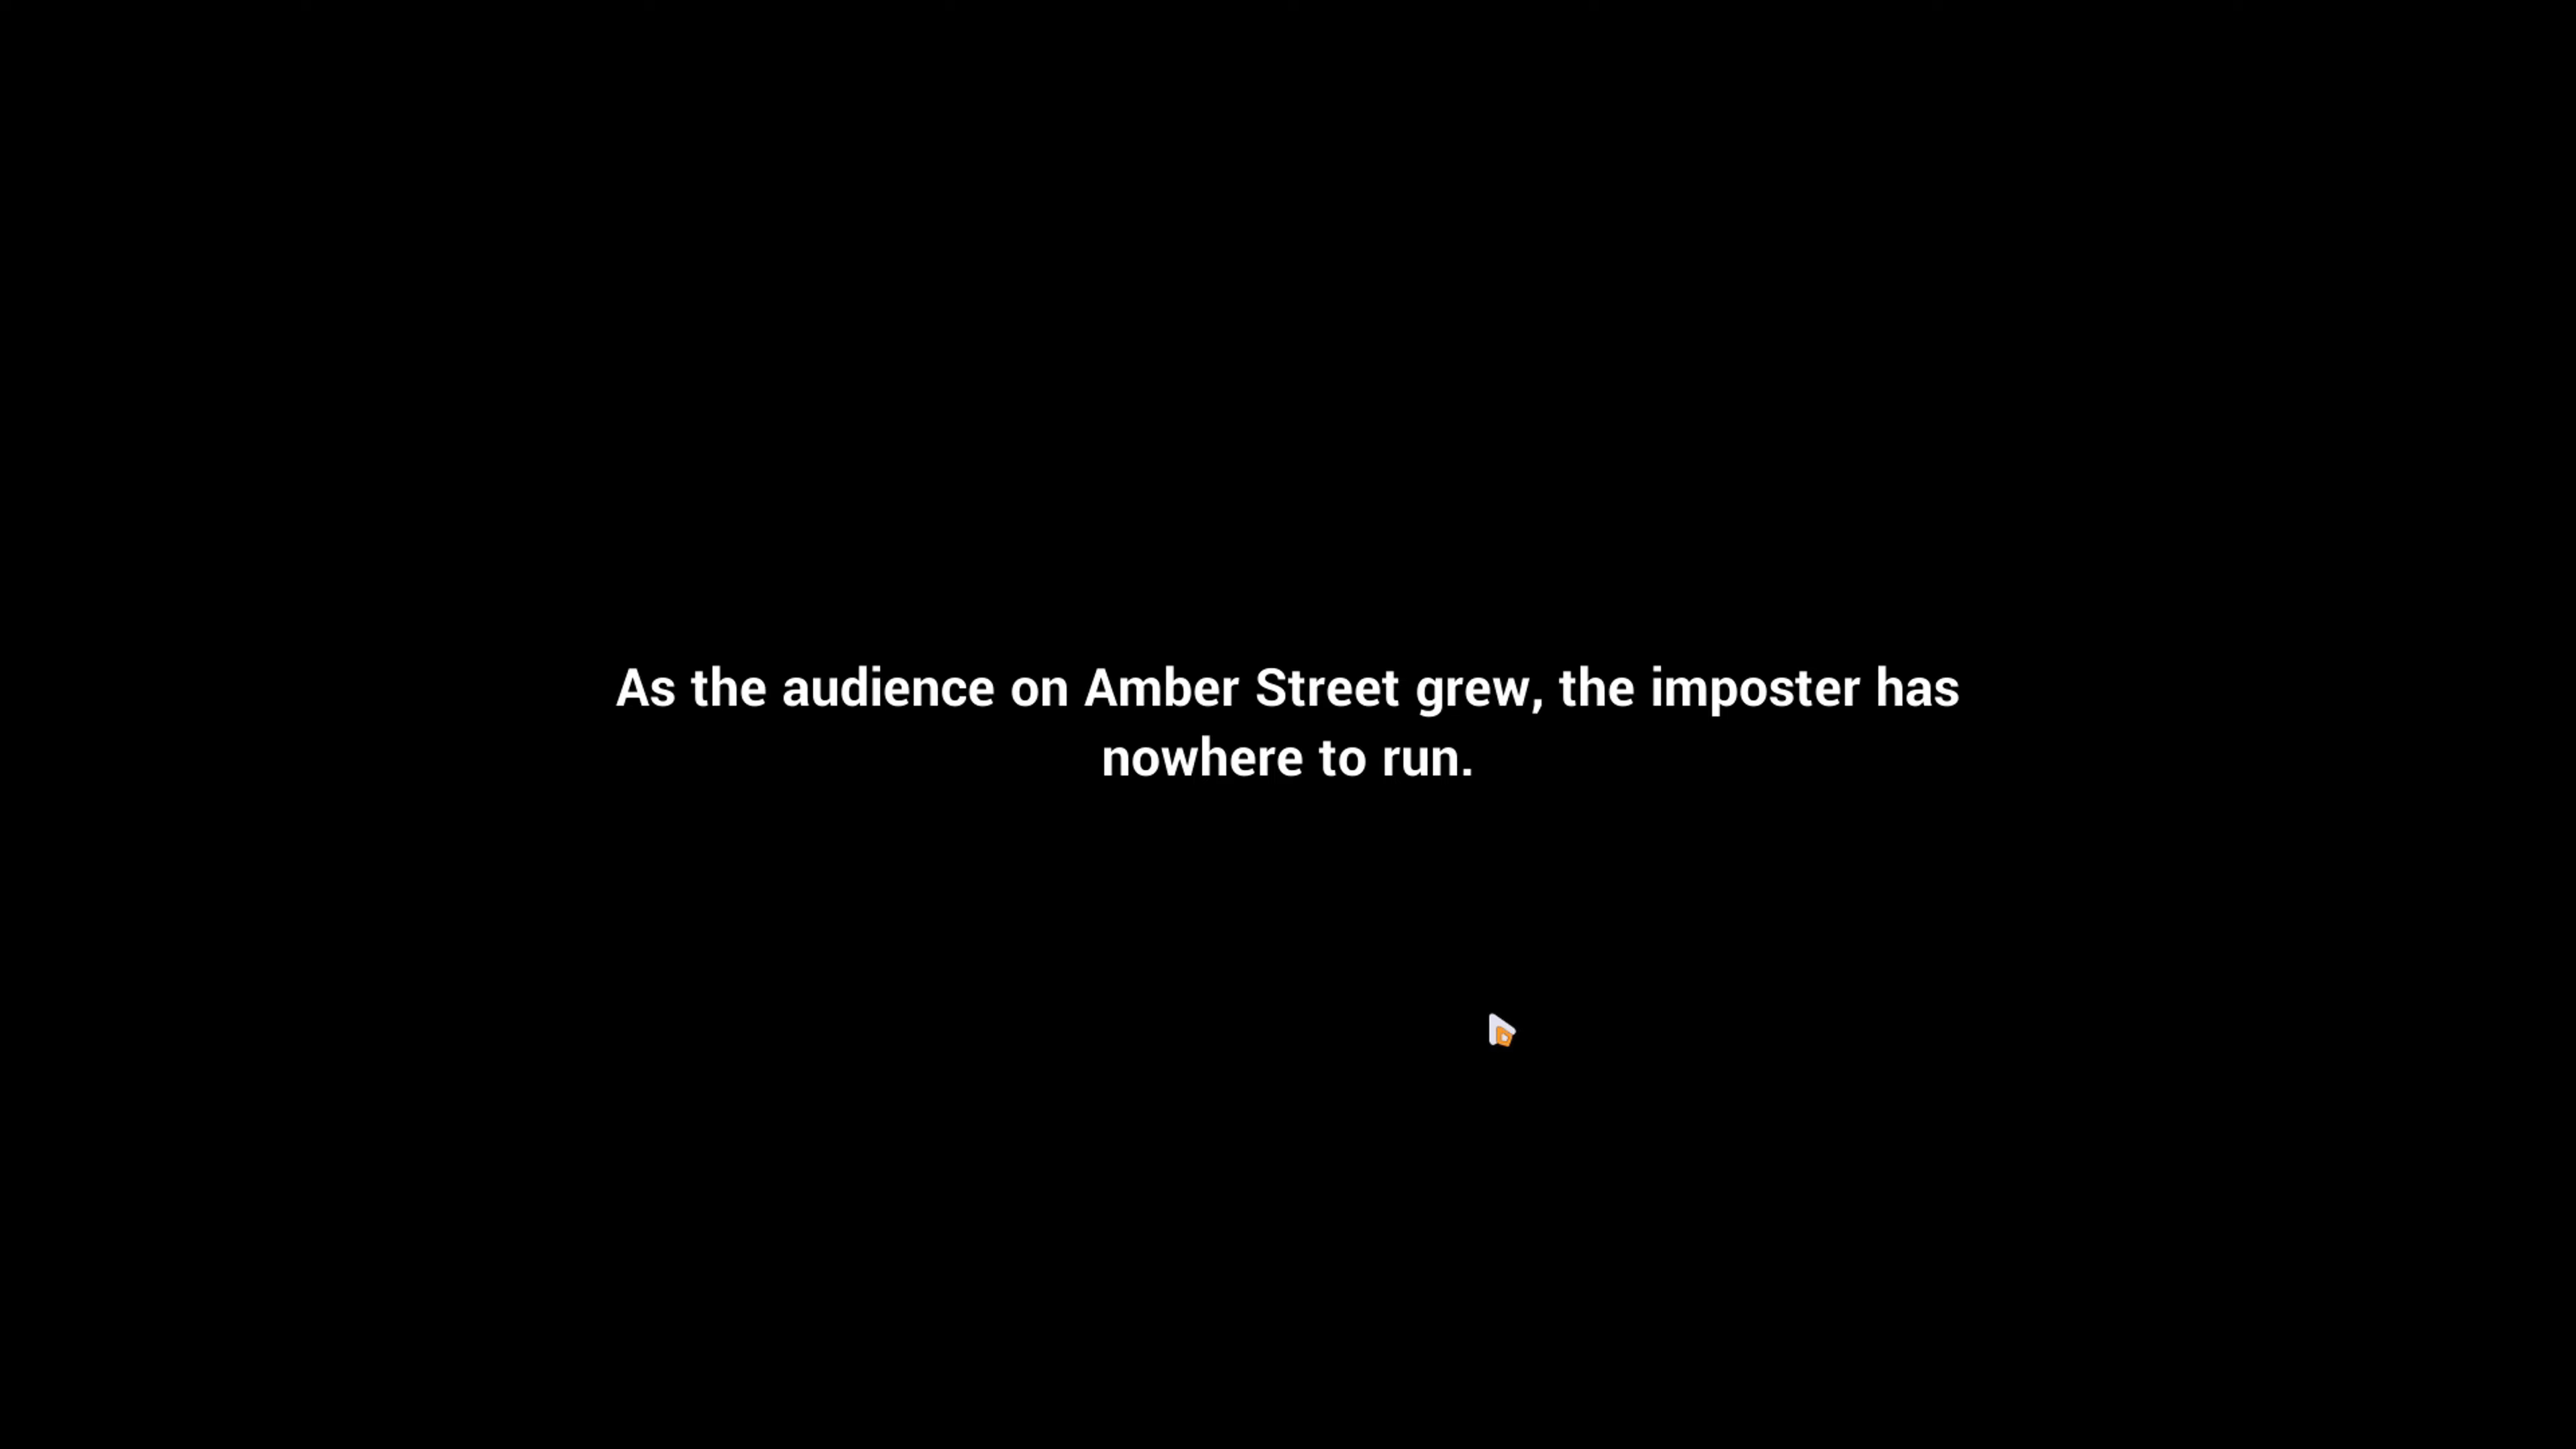 As the audience on Amber Street grew, the imposter has
nowhere to run.